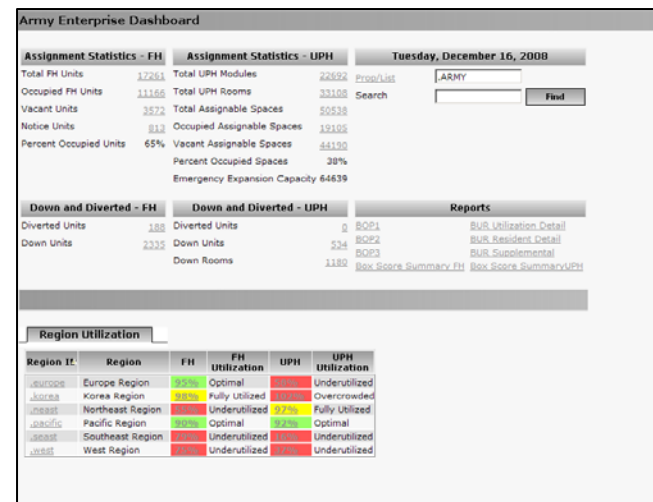 Army Enterprise Dashboard
Assignment Statistics - FH
Total FH Units 17261
Occupied FH Units 11166
Vacant Units 3572
Notice Units 813
Percent Occupied Units 65%
Assignment Statistics - UPH
Total UPH Modules 22692
Total UPH Rooms 33108
Total Assignable Spaces 50538
Occupied Assignable Spaces 19105
Vacant Assignable Spaces 44190
Percent Occupied Spaces 38%
Emergency Expansion Capacity 64639
Tuesday, December 16, 2008
Prop/List .ARMY
Search Find
Down and Diverted - FH
Diverted Units 188
Down Units 2335
Down and Diverted - UPH
Diverted Units 0
Down Units 534
Down Rooms 1180
Reports
BOP1 BUR Utilization Detail
BOP2 BUR Resident Detail
BOP3 BUR Supplemental
Box Score Summary FH Box Score SummaryUPH
Region Utilization
Region Region FH FH Utilization UPH UPH Utilization
.europe Europe Region 95% Optimal Underutilized
.korea Korea Region 98% Fully Utilized Overcrowded
.neast Northeast Region Underutilized 97% Fully Utilized
.pacific Pacific Region 90% Optimal 92% Optimal
.seast Southeast Region Underutilized Underutilized
.west West Region Underutilized Underutilized